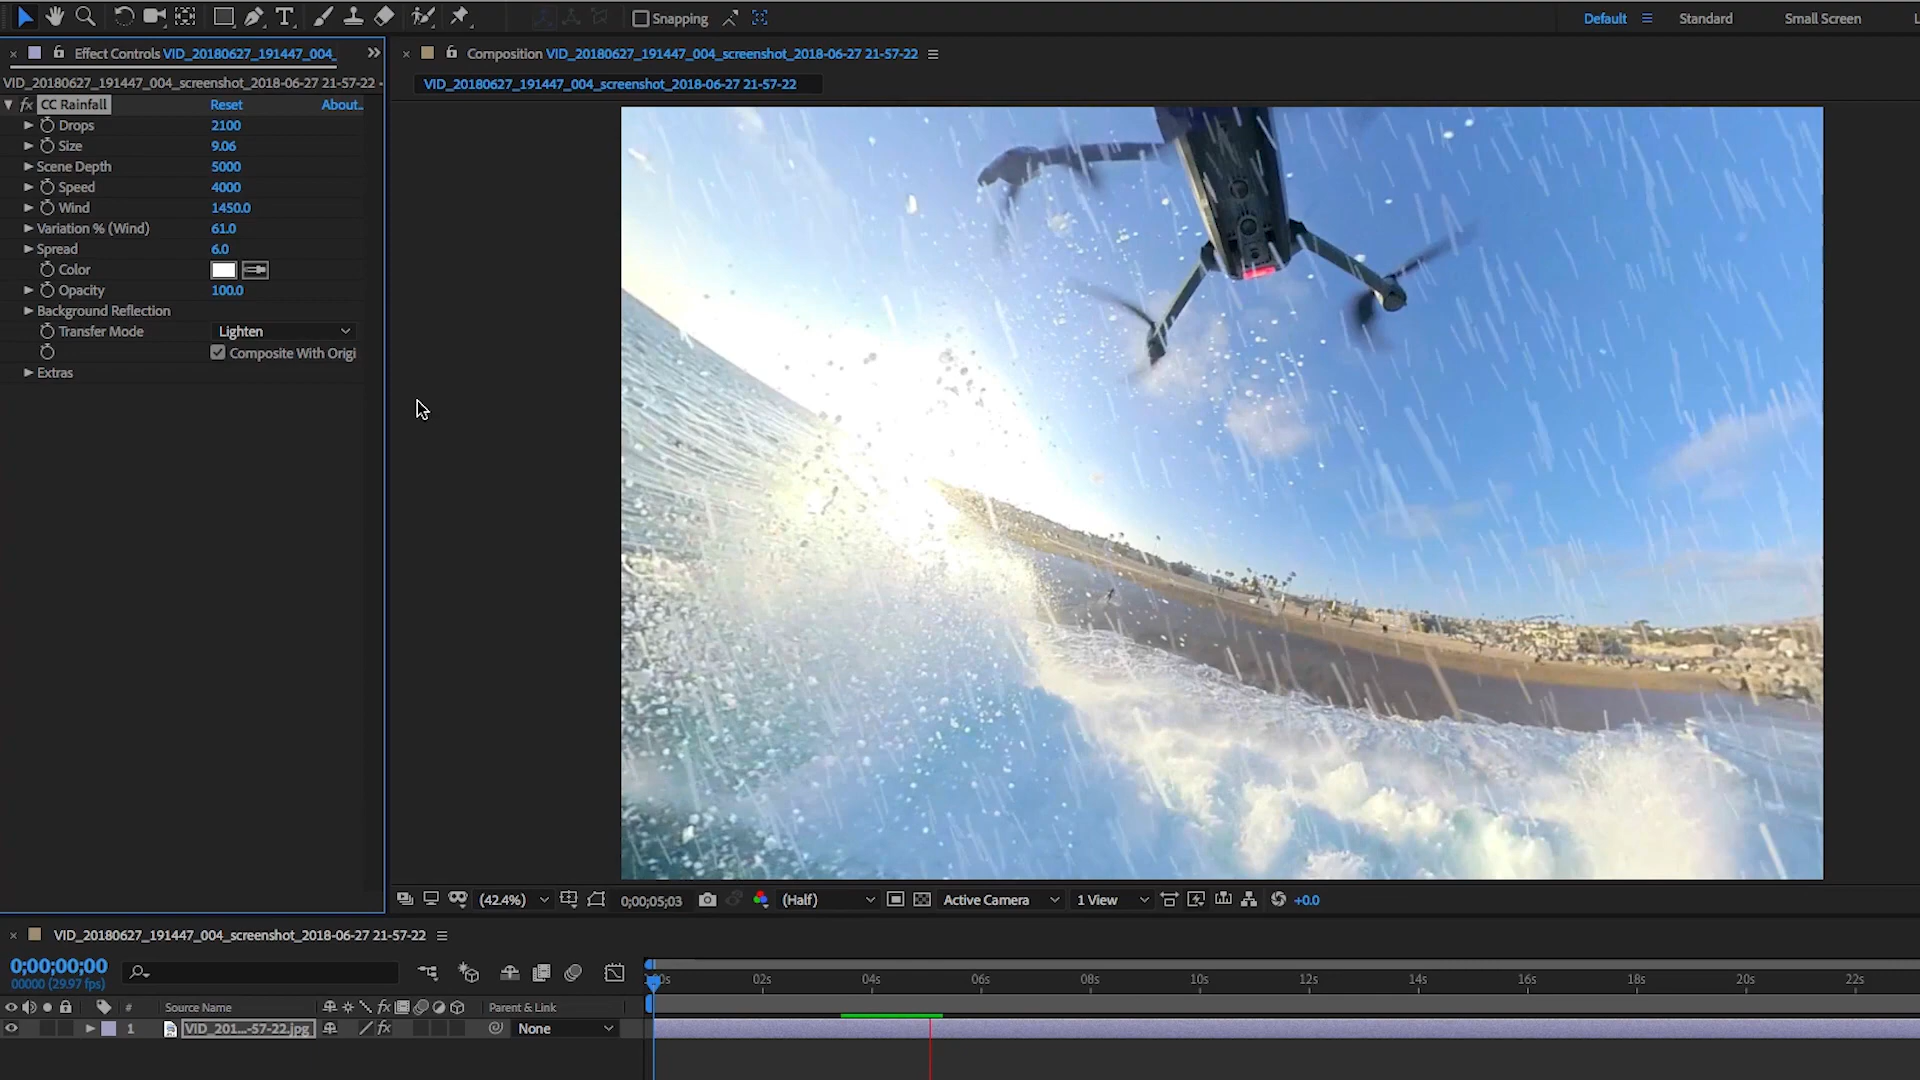 Snapping
Default
Standard
Small Screen
Effect Controls VID_20180627_191447_004_
Composition VID_20180627_191447_004_screenshot_2018-06-27 21-57-22
VID_20180627_191447_004_screenshot_2018-06-27 21-57-22
VID_20180627_191447_004_screenshot_2018-06-27 21-57-22
fx CC Rainfall Reset About..
Drops 2100
Size 9.06
Scene Depth 5000
Speed 4000
Wind 1450.0
Variation % (Wind) 61.0
Spread 6.0
Color
Opacity 100.0
Background Reflection
Transfer Mode Lighten
Composite With Origi
Extras
(42.4%) 0;00;05;03 (Half) Active Camera 1 View +0.0
VID_20180627_191447_004_screenshot_2018-06-27 21-57-22
0;00;00;00
00000 (29.97 fps)
02s 04s 06s 08s 10s 12s 14s 16s 18s 20s 22s
# Source Name fx Parent & Link
1 VID_201...-57-22.jpg fx None